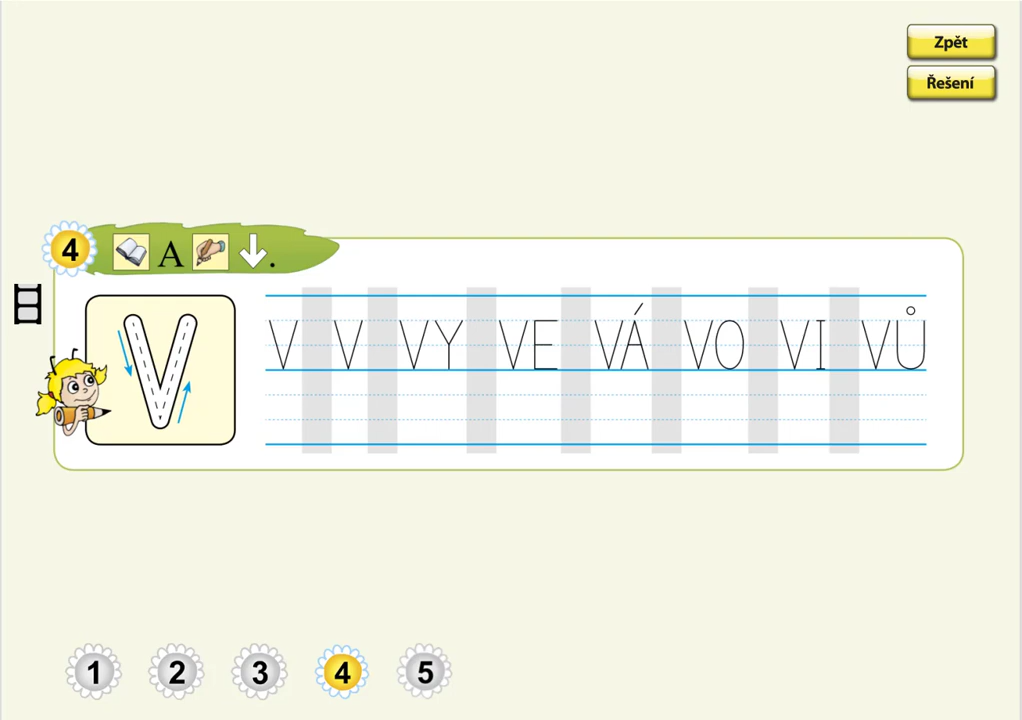 Zpět
Řešení
4 A .
V V VY VE VÁ VO VI VŮ
V
1 2 3 4 5